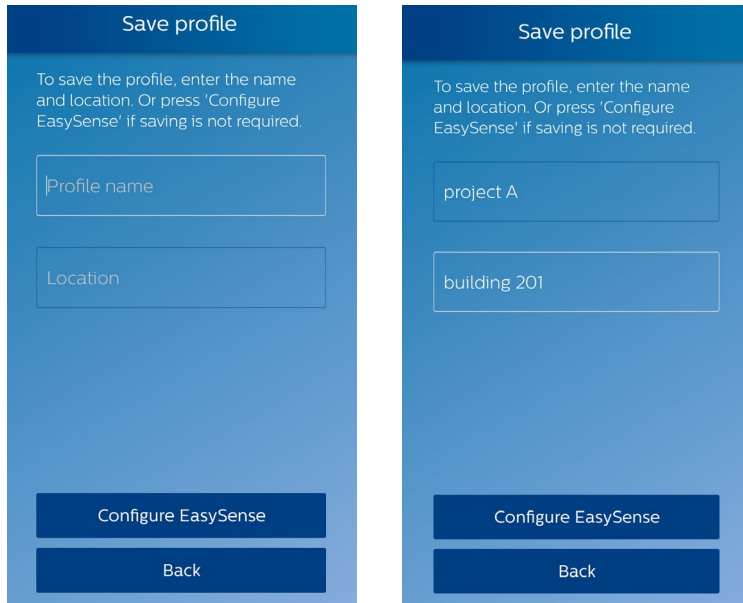 Save profile
To save the profile, enter the name
and location. Or press 'Configure
EasySense' if saving is not required.
Profile name
Location
Configure EasySense
Back
Save profile
To save the profile, enter the name
and location. Or press 'Configure
EasySense' if saving is not required.
project A
building 201
Configure EasySense
Back